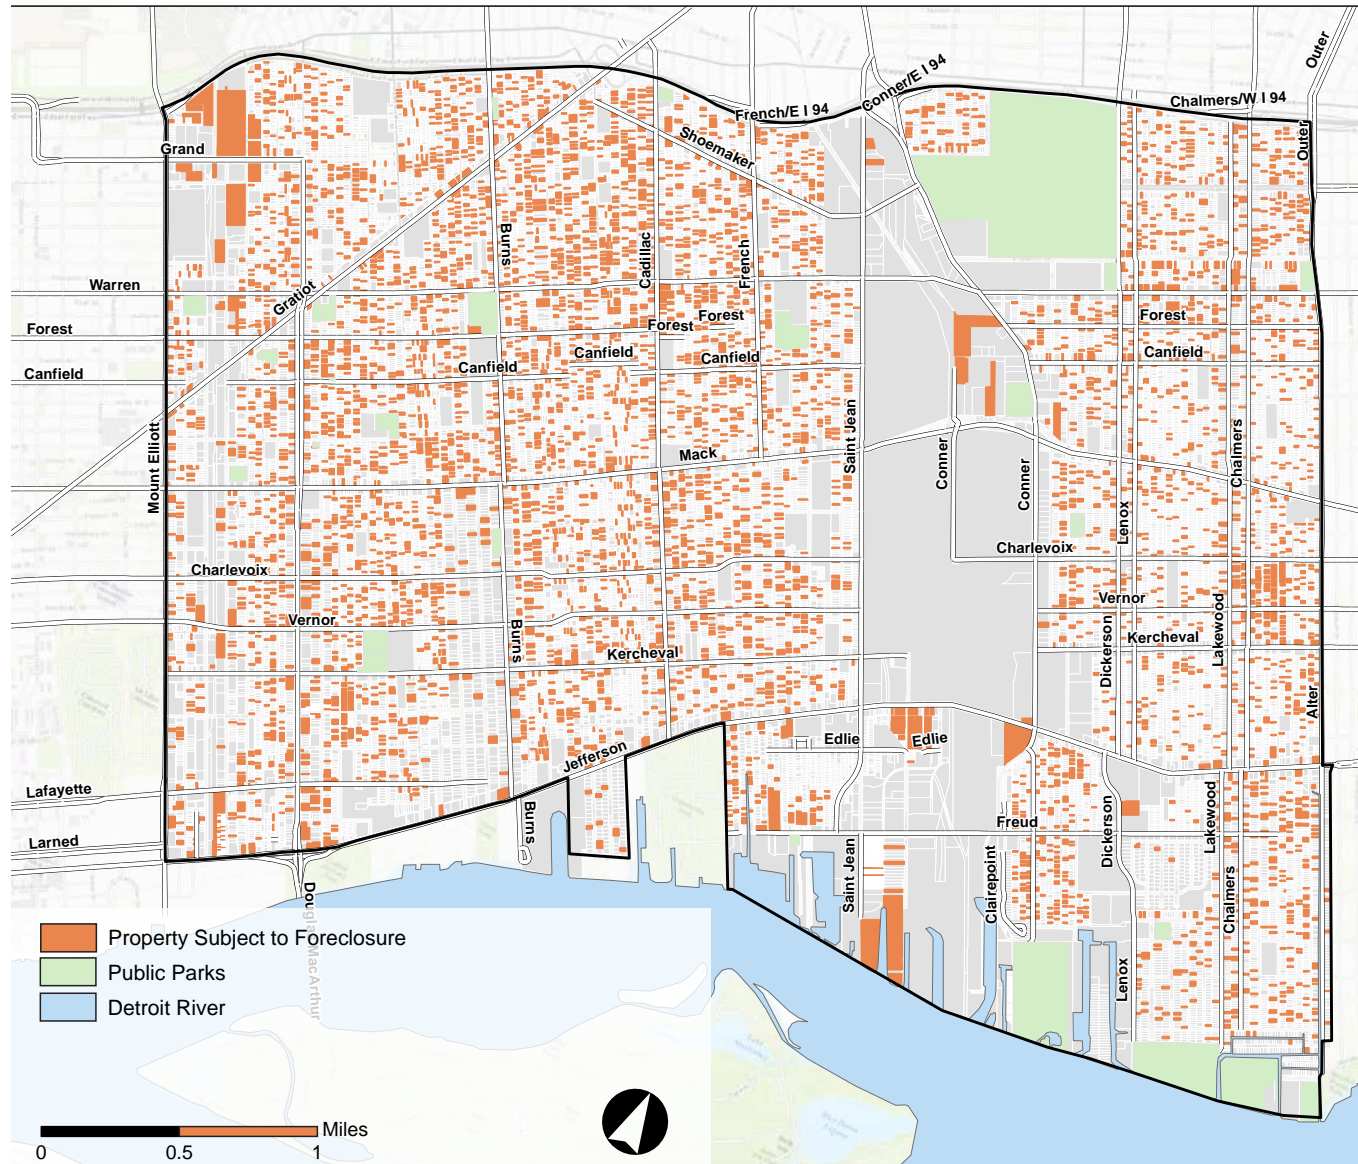 Outer
Conner/E I 94
Chalmers/W I 94
French/E I 94
Shoemaker
Grand
Outer
Burns
Cadillac
French
Warren
Gratiot
Forest
Forest
Forest
Forest
Canfield
Canfield
Canfield
Canfield
Canfield
Mount Elliott
Mack
Saint Jean
Conner
Conner
Chalmers
Lenox
Charlevoix
Charlevoix
Vernor
Vernor
Burns
Kercheval
Kercheval
Dickerson
Lakewood
Alter
Edlie
Edlie
Jefferson
Lafayette
Larned
Burns
Freud
Dickerson
Lakewood
Saint Jean
Clairepoint
Chalmers
Lenox
Douglas MacArthur
Property Subject to Foreclosure
Public Parks
Detroit River
Miles
0 0.5 1